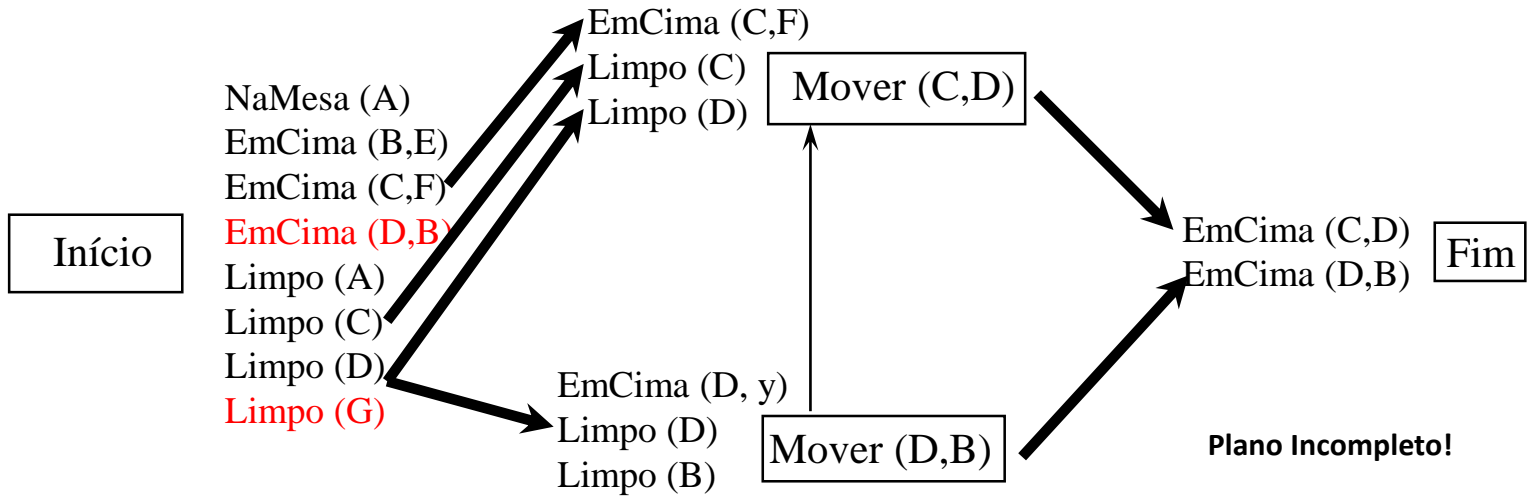 Início
NaMesa (A)
EmCima (B,E)
EmCima (C,F)
EmCima (D,B)
Limpo (A)
Limpo (C)
Limpo (D)
Limpo (G)
EmCima (C,F)
Limpo (C)
Limpo (D)
Mover (C,D)
EmCima (D, y)
Limpo (D)
Limpo (B)
Mover (D,B)
EmCima (C,D)
EmCima (D,B)
Fim
Plano Incompleto!